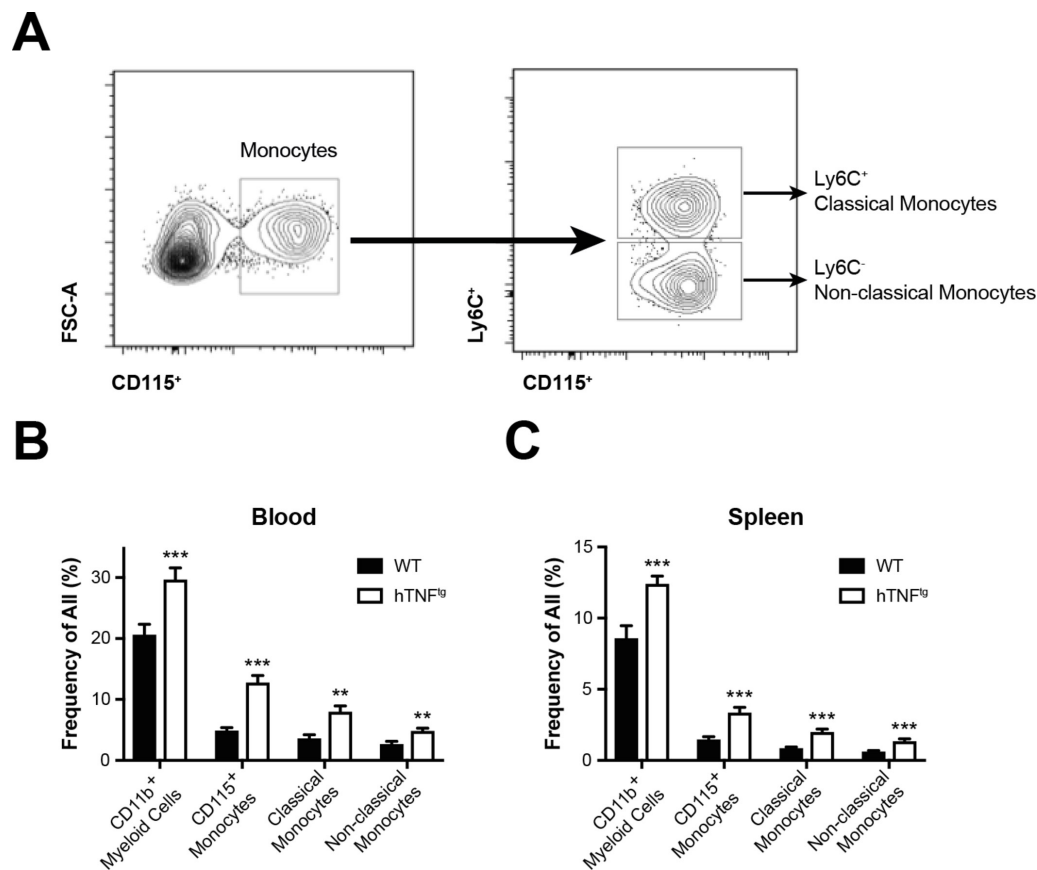 A
Monocytes
FSC-A
CD115⁺
Ly6C⁺
CD115⁺
Ly6C⁺
Classical Monocytes
Ly6C⁻
Non-classical Monocytes
B
Blood
Frequency of All (%)
30
20
10
0
***
***
**
**
WT
hTNFᵗᵍ
CD11b⁺
Myeloid Cells
CD115⁺
Monocytes
Classical
Monocytes
Non-classical
Monocytes
C
Spleen
Frequency of All (%)
15
10
5
0
***
***
***
***
WT
hTNFᵗᵍ
CD11b⁺
Myeloid Cells
CD115⁺
Monocytes
Classical
Monocytes
Non-classical
Monocytes